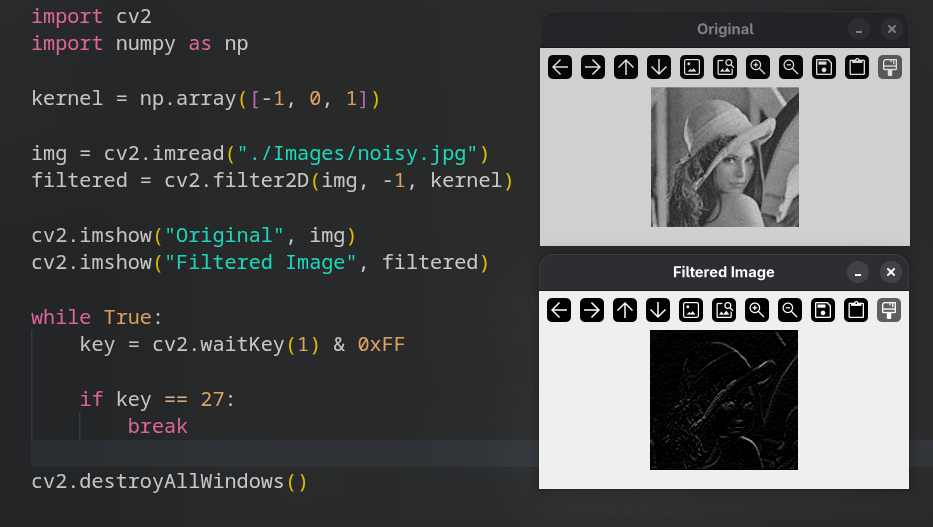 import cv2
import numpy as np
kernel = np.array([-1, 0, 1])
img = cv2.imread("./Images/noisy.jpg")
filtered = cv2.filter2D(img, -1, kernel)
cv2.imshow("Original", img)
cv2.imshow("Filtered Image", filtered)
while True:
    key = cv2.waitKey(1) & 0xFF
    if key == 27:
        break
cv2.destroyAllWindows()
Original
Filtered Image